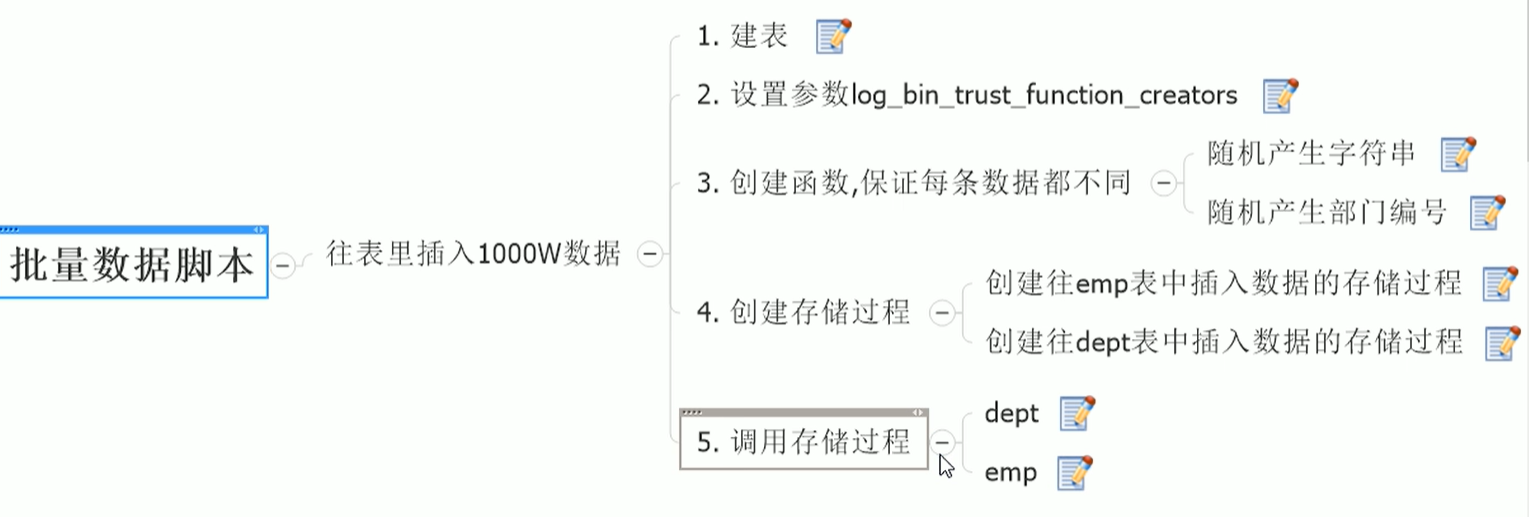 批量数据脚本
往表里插入1000W数据
1. 建表
2. 设置参数log_bin_trust_function_creators
3. 创建函数,保证每条数据都不同
随机产生字符串
随机产生部门编号
4. 创建存储过程
创建往emp表中插入数据的存储过程
创建往dept表中插入数据的存储过程
5. 调用存储过程
dept
emp